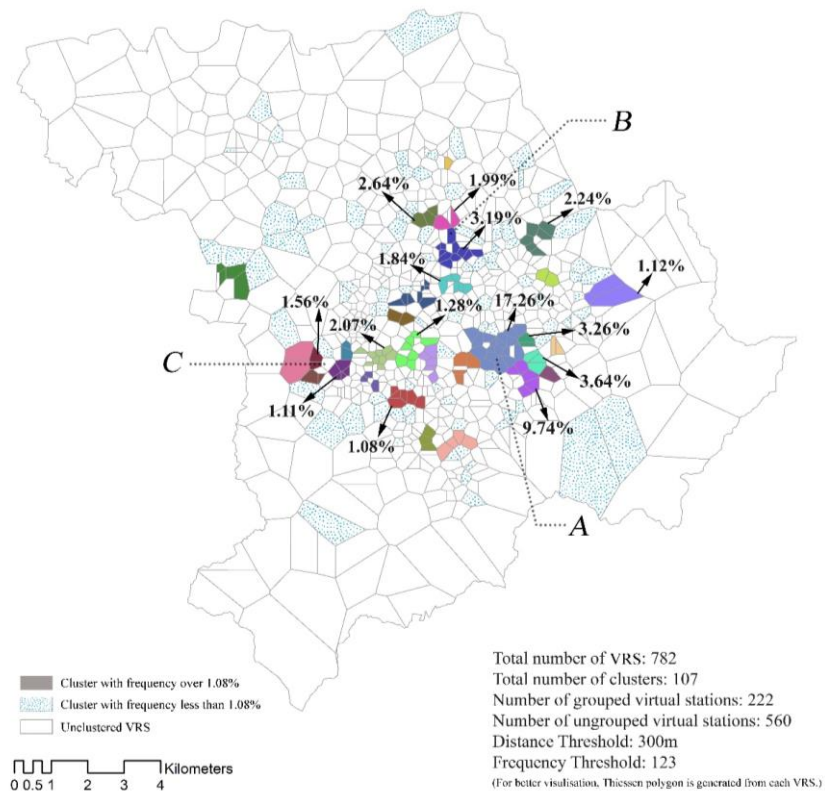 B
2.64%
1.99%
2.24%
3.19%
1.84%
1.12%
1.56%
1.28%
17.26%
2.07%
3.26%
C
3.64%
1.11%
9.74%
1.08%
A
Total number of VRS: 782
Total number of clusters: 107
Number of grouped virtual stations: 222
Number of ungrouped virtual stations: 560
Distance Threshold: 300m
Frequency Threshold: 123
(For better visulisation, Thiessen polygon is generated from each VRS.)
Cluster with frequency over 1.08%
Cluster with frequency less than 1.08%
Unclustered VRS
Kilometers
0 0.5 1 2 3 4